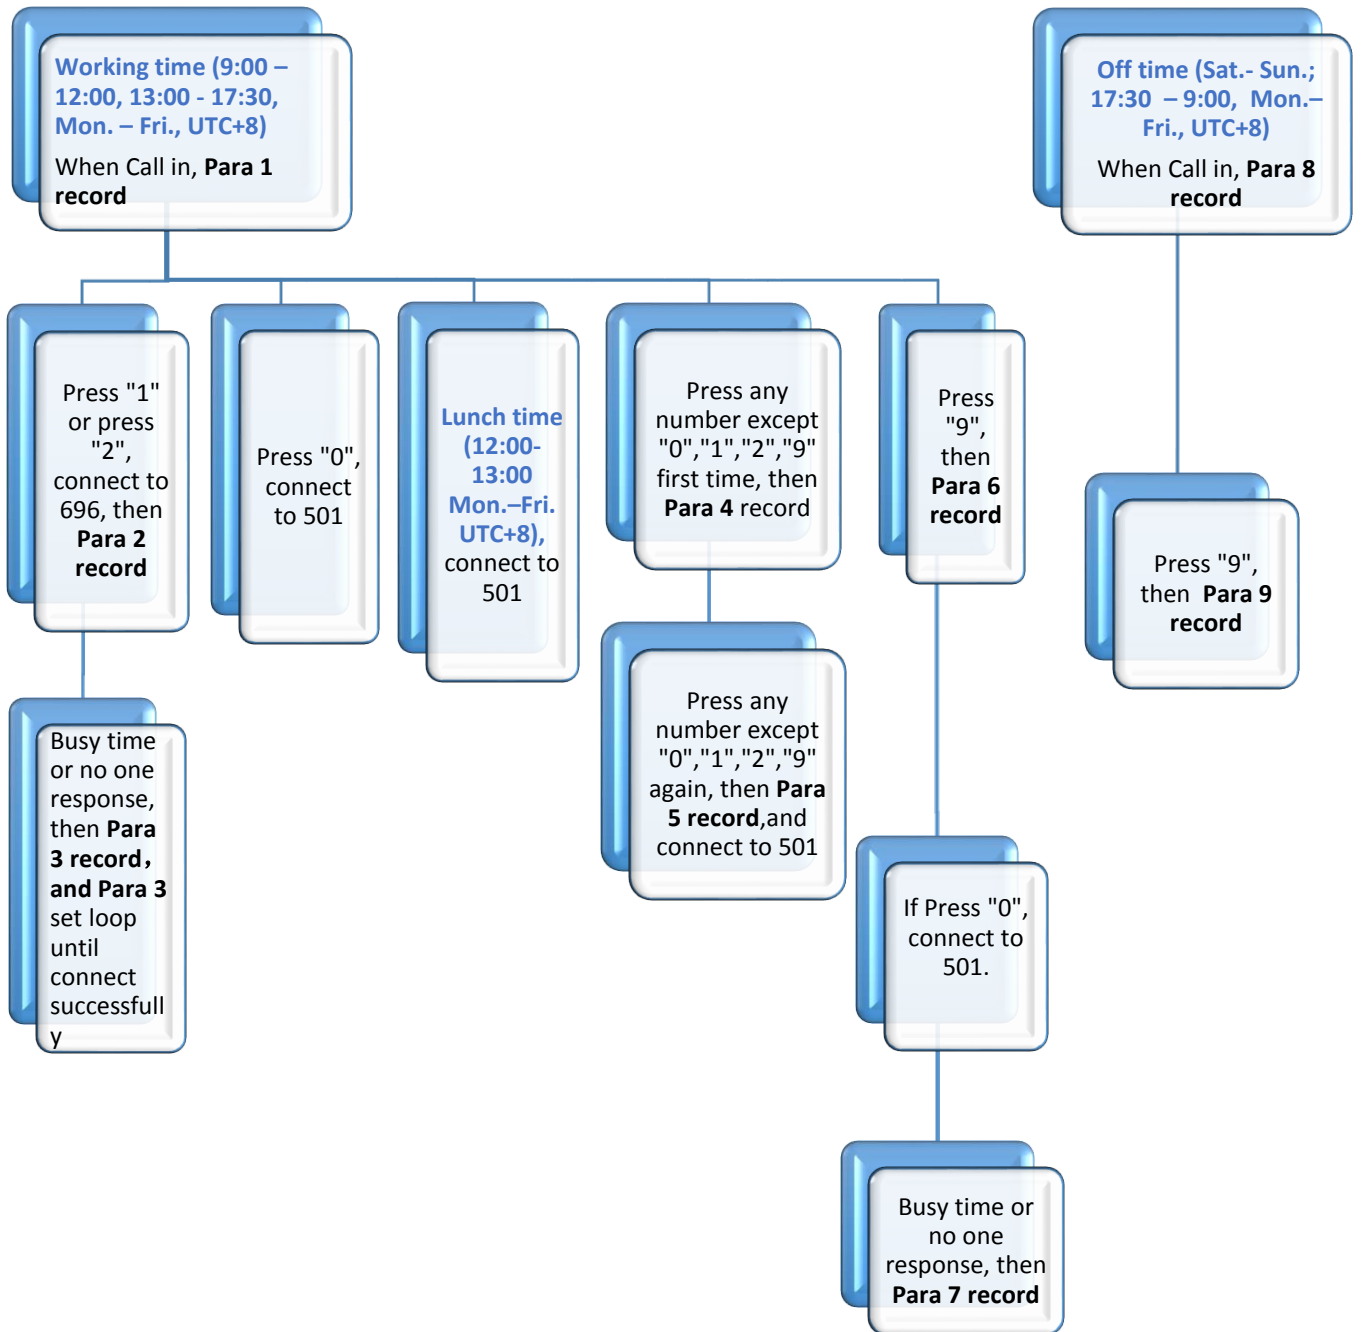 Working time (9:00 –
12:00, 13:00 - 17:30,
Mon. – Fri., UTC+8)
When Call in, Para 1
record
Off time (Sat.- Sun.;
17:30 – 9:00, Mon.–
Fri., UTC+8)
When Call in, Para 8
record
Press "1"
or press
"2",
connect to
696, then
Para 2
record
Press "0",
connect
to 501
Lunch time
(12:00-
13:00
Mon.–Fri.
UTC+8),
connect to
501
Press any
number except
"0","1","2","9"
first time, then
Para 4 record
Press
"9",
then
Para 6
record
Press "9",
then Para 9
record
Busy time
or no one
response,
then Para
3 record，
and Para 3
set loop
until
connect
successfull
y
Press any
number except
"0","1","2","9"
again, then Para
5 record,and
connect to 501
If Press "0",
connect to
501.
Busy time or
no one
response, then
Para 7 record